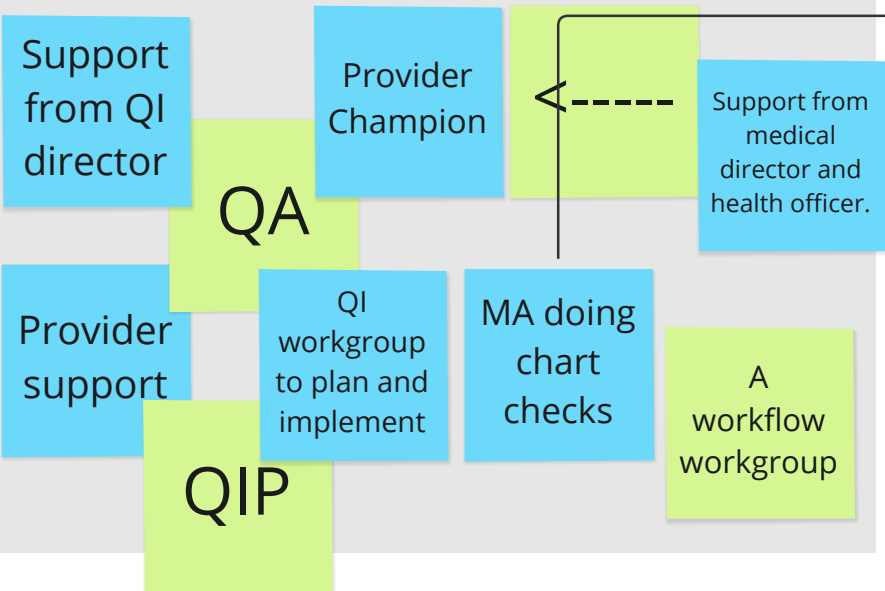 Support
from QI
director
Provider
Champion
<-----
Support from
medical
director and
health officer.
QA
Provider
support
QI
workgroup
to plan and
implement
MA doing
chart
checks
A
workflow
workgroup
QIP